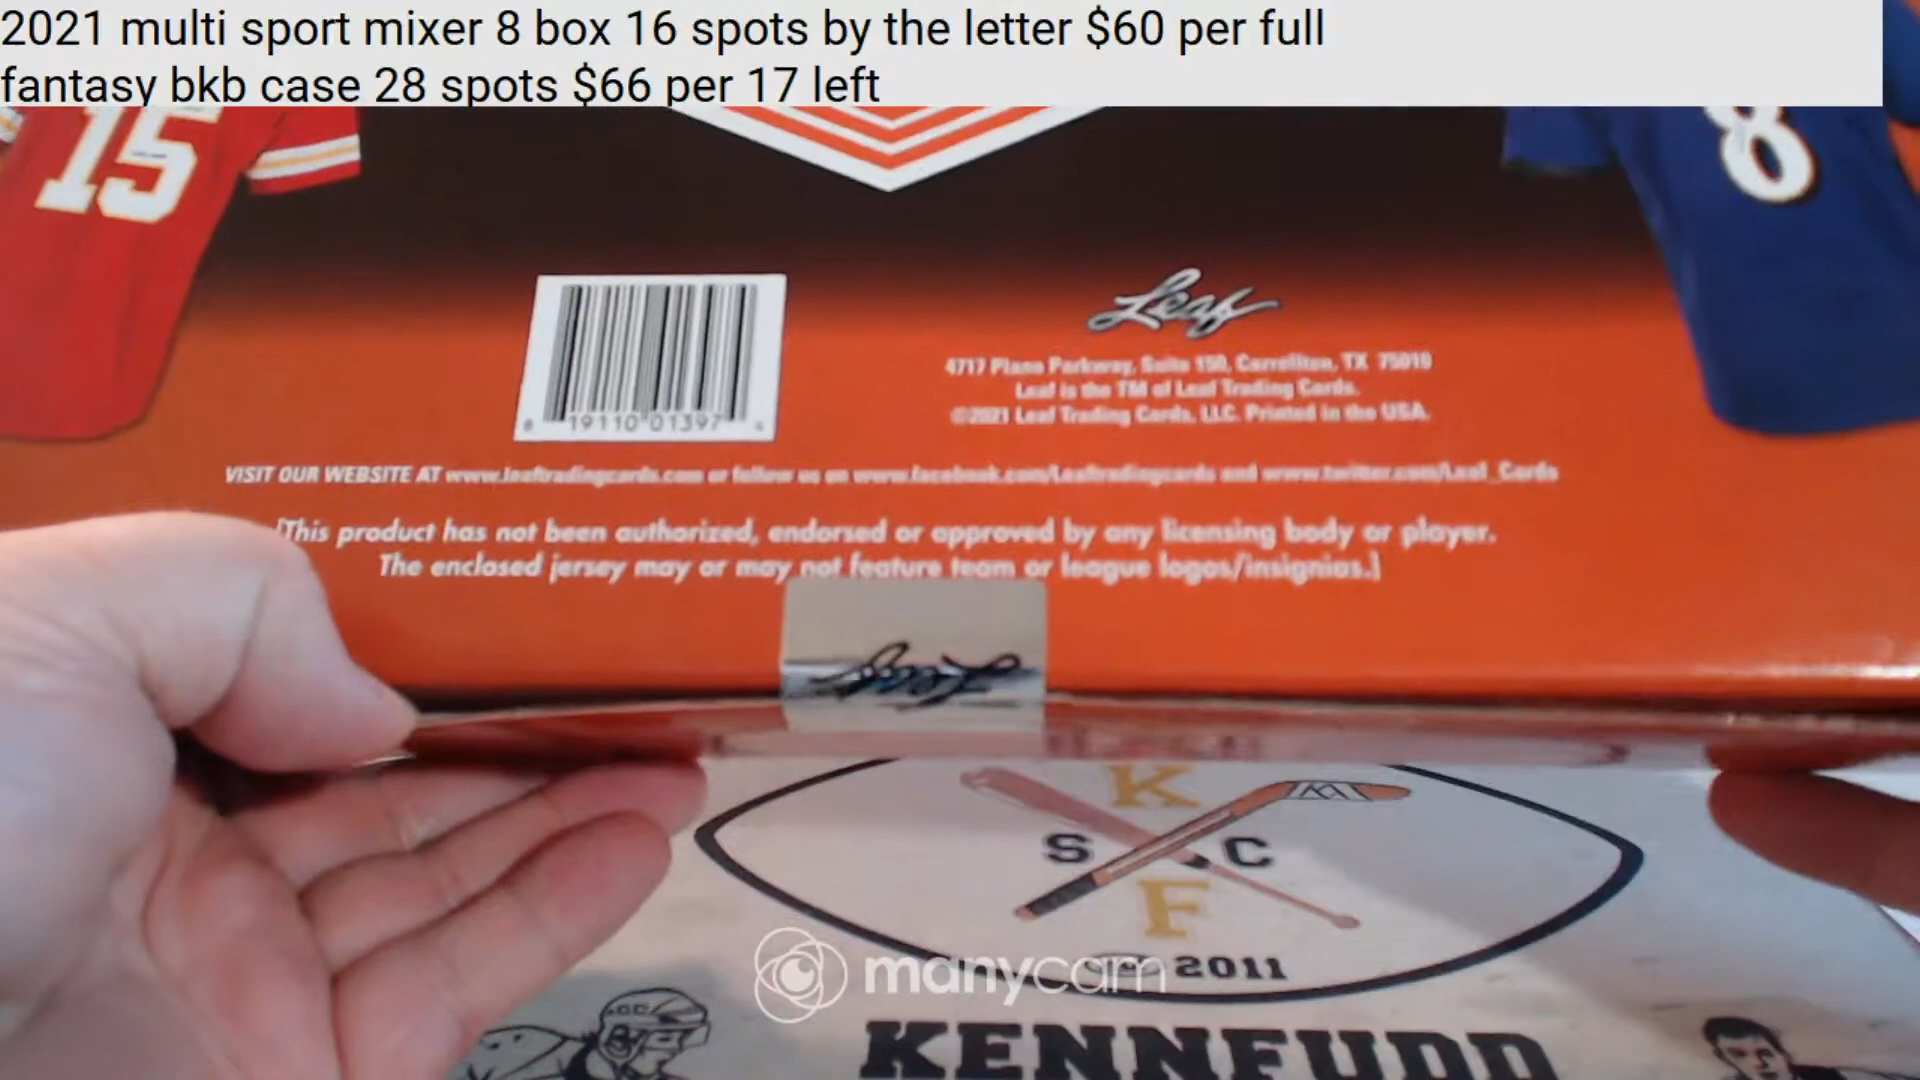 2021 multi sport mixer 8 box 16 spots by the letter $60 per full
fantasy bkb case 28 spots $66 per 17 left
15
8
Leaf
4717 Plano Parkway, Suite 150, Carrollton, TX 75010
Leaf is the TM of Leaf Trading Cards.
©2021 Leaf Trading Cards, LLC. Printed in the USA.
8 19110 01397
VISIT OUR WEBSITE AT www.leaftradingcards.com or follow us on www.facebook.com/Leaftradingcards and www.twitter.com/Leaf_Cards
[This product has not been authorized, endorsed or approved by any licensing body or player.
The enclosed jersey may or may not feature team or league logos/insignias.]
Leaf
K
S C
F
2011
manycam
KENNFUDD